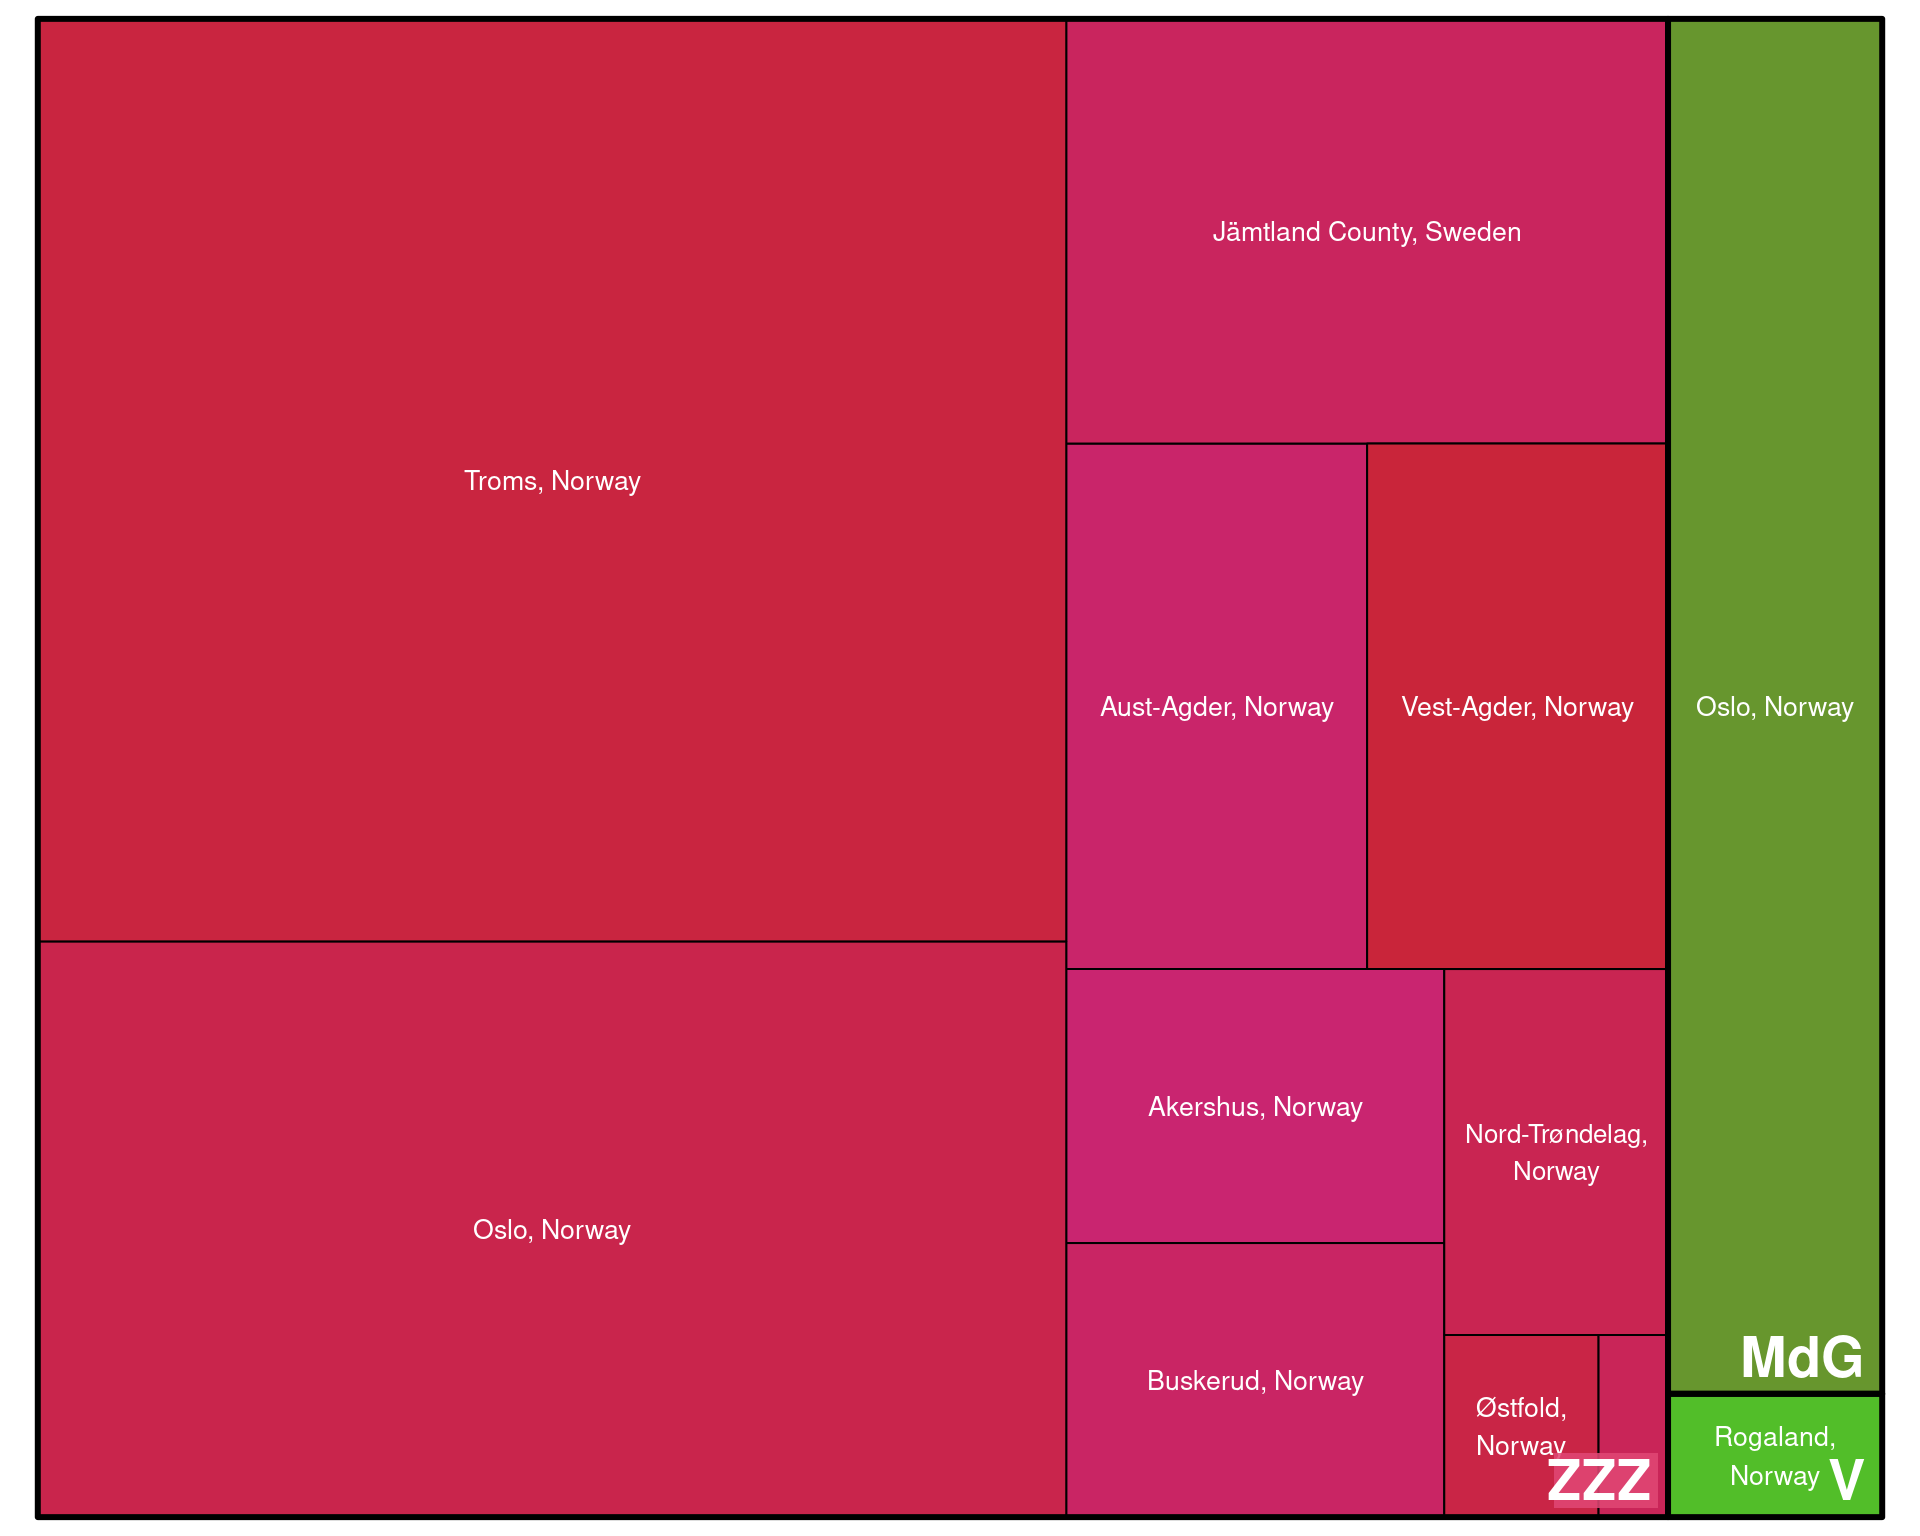 Troms, Norway
Oslo, Norway
Jämtland County, Sweden
Aust-Agder, Norway
Vest-Agder, Norway
Akershus, Norway
Buskerud, Norway
Nord-Trøndelag,
Norway
Østfold,
Norway
ZZZ
Oslo, Norway
MdG
Rogaland,
Norway
V